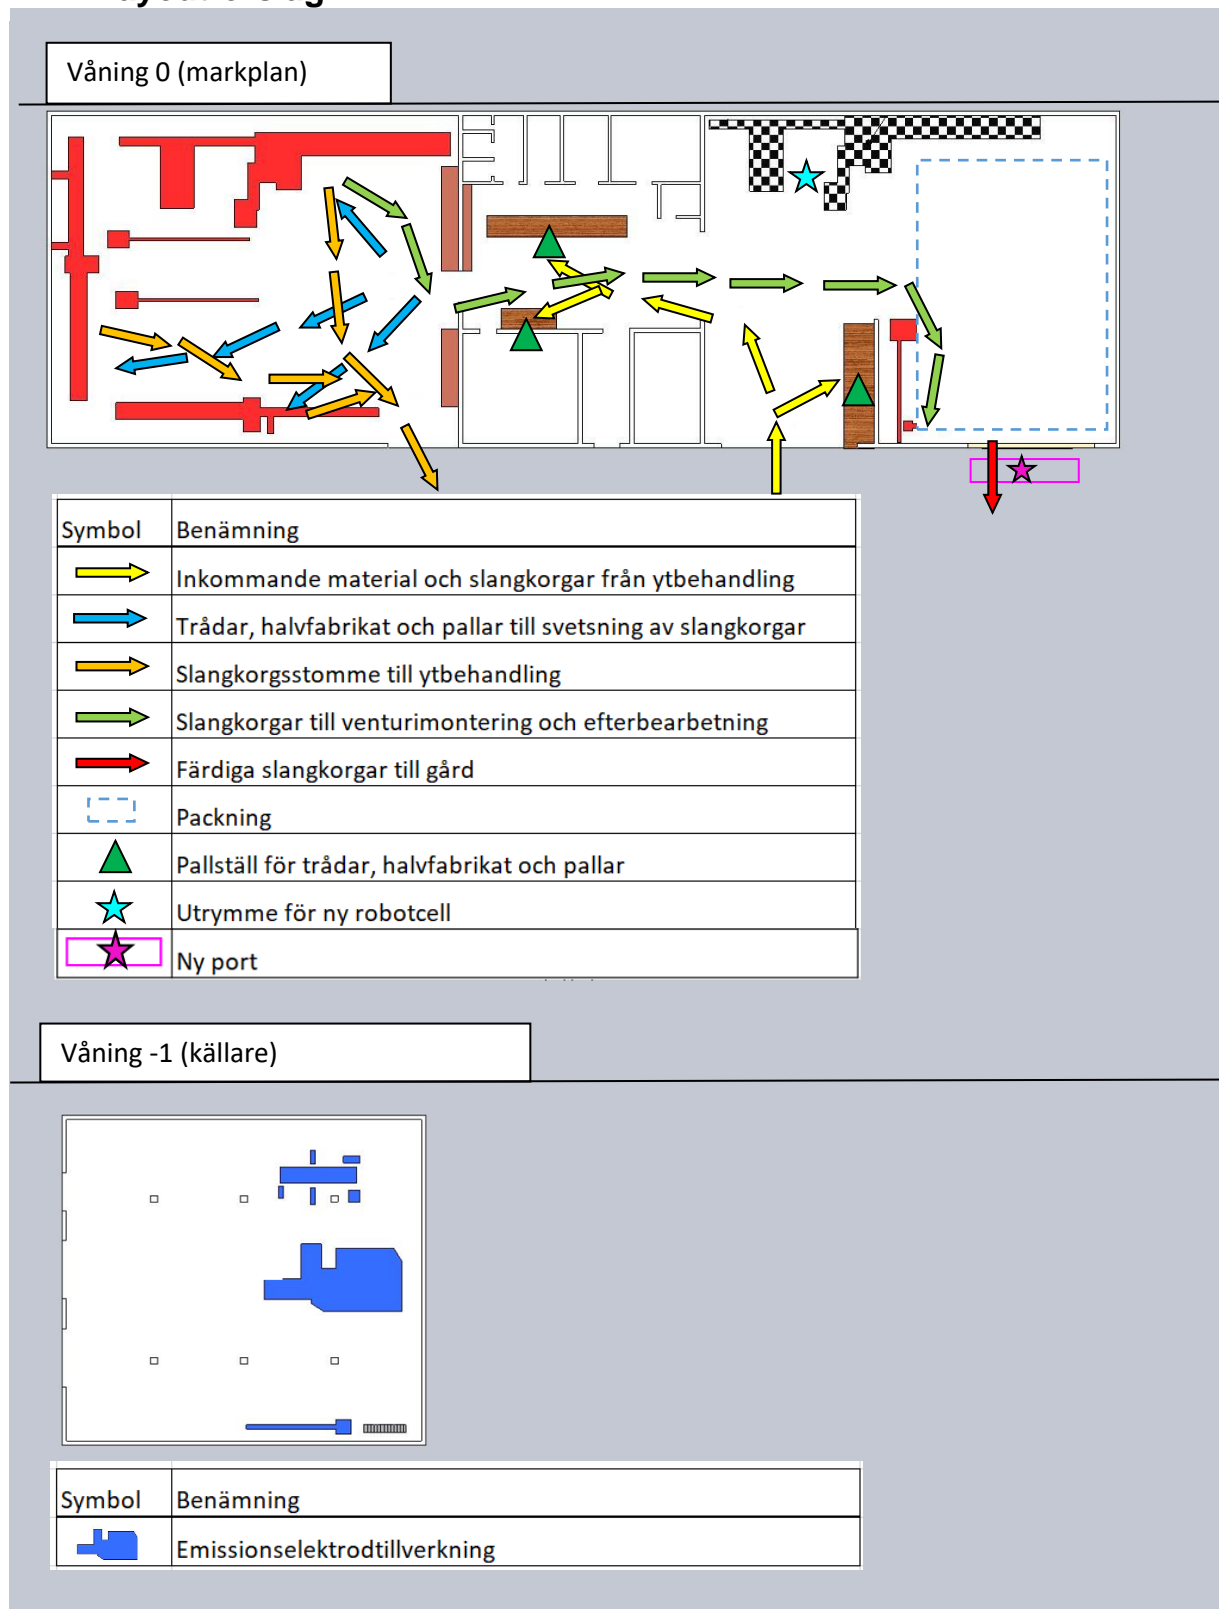 Våning 0 (markplan)
Symbol Benämning
Inkommande material och slangkorgar från ytbehandling
Trådar, halvfabrikat och pallar till svetsning av slangkorgar
Slangkorgsstomme till ytbehandling
Slangkorgar till venturimontering och efterbearbetning
Färdiga slangkorgar till gård
Packning
Pallställ för trådar, halvfabrikat och pallar
Utrymme för ny robotcell
Ny port
Våning -1 (källare)
Symbol Benämning
Emissionselektrodtillverkning